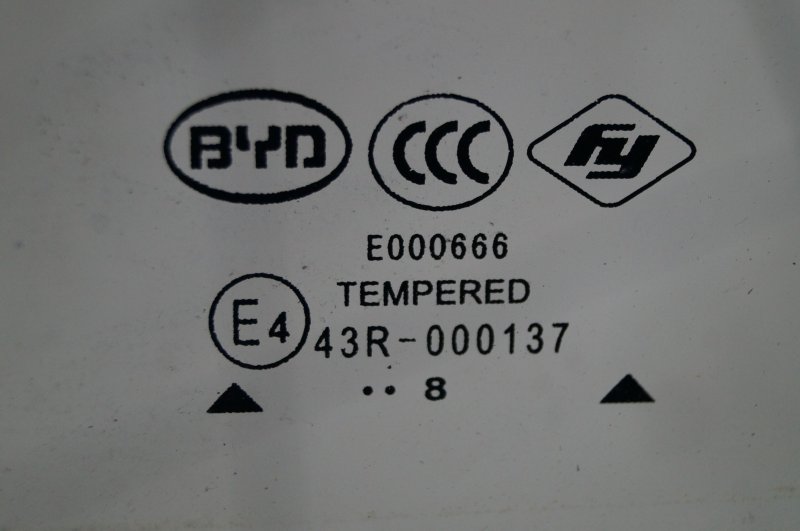 BYD CCC fy
E000666
TEMPERED
E4 43R-000137
•• 8